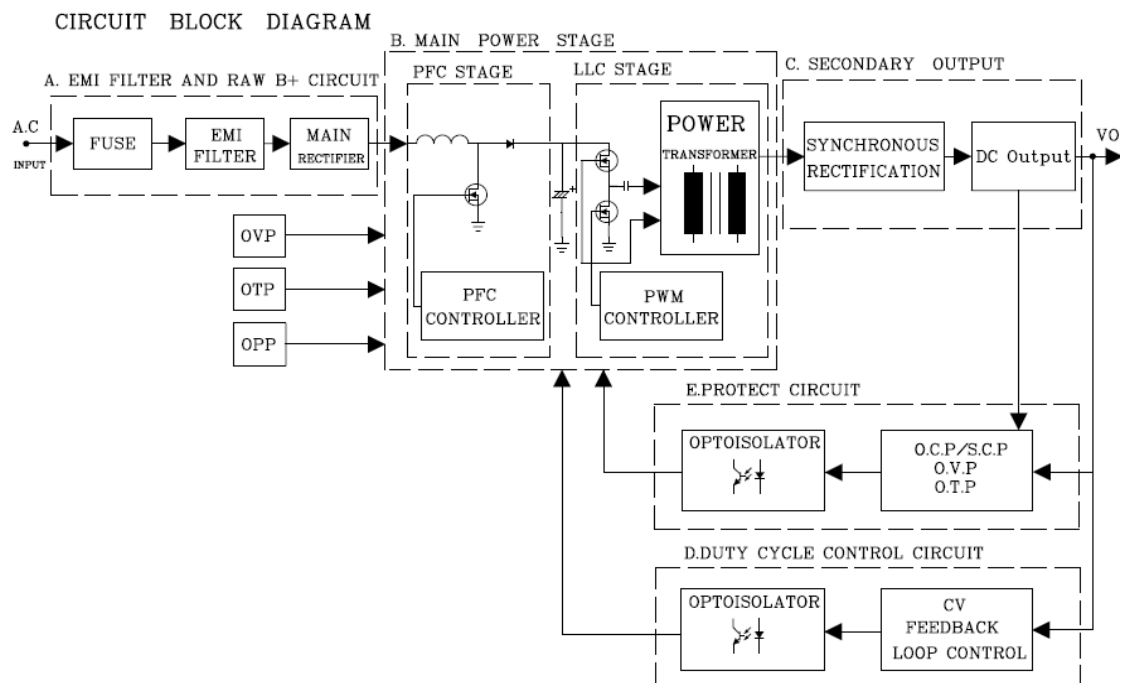 CIRCUIT BLOCK DIAGRAM
B. MAIN POWER STAGE
A. EMI FILTER AND RAW B+ CIRCUIT
PFC STAGE
LLC STAGE
C. SECONDARY OUTPUT
A.C
INPUT
FUSE
EMI
FILTER
MAIN
RECTIFIER
+
POWER
TRANSFORMER
SYNCHRONOUS
RECTIFICATION
DC Output
VO
OVP
OTP
OPP
PFC
CONTROLLER
PWM
CONTROLLER
E.PROTECT CIRCUIT
OPTOISOLATOR
O.C.P/S.C.P
O.V.P
O.T.P
D.DUTY CYCLE CONTROL CIRCUIT
OPTOISOLATOR
CV
FEEDBACK
LOOP CONTROL